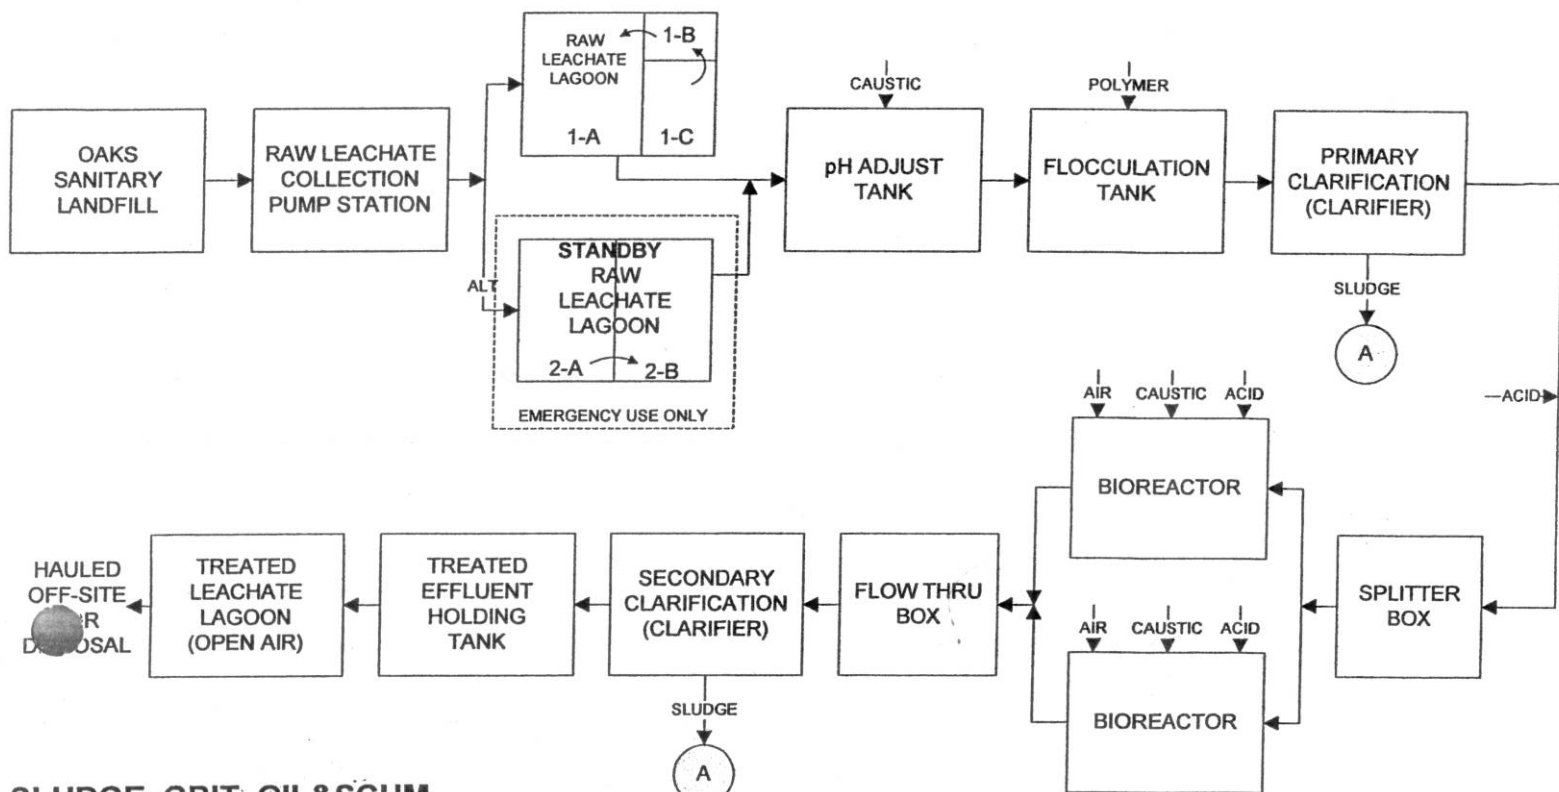 OAKS
SANITARY
LANDFILL
RAW LEACHATE
COLLECTION
PUMP STATION
RAW
LEACHATE
LAGOON
1-B
1-A
1-C
ALT
STANDBY
RAW
LEACHATE
LAGOON
2-A
2-B
EMERGENCY USE ONLY
CAUSTIC
pH ADJUST
TANK
POLYMER
FLOCCULATION
TANK
PRIMARY
CLARIFICATION
(CLARIFIER)
SLUDGE
A
ACID
SPLITTER
BOX
AIR
CAUSTIC
ACID
BIOREACTOR
AIR
CAUSTIC
ACID
BIOREACTOR
FLOW THRU
BOX
SECONDARY
CLARIFICATION
(CLARIFIER)
SLUDGE
A
TREATED
EFFLUENT
HOLDING
TANK
TREATED
LEACHATE
LAGOON
(OPEN AIR)
HAULED
OFF-SITE